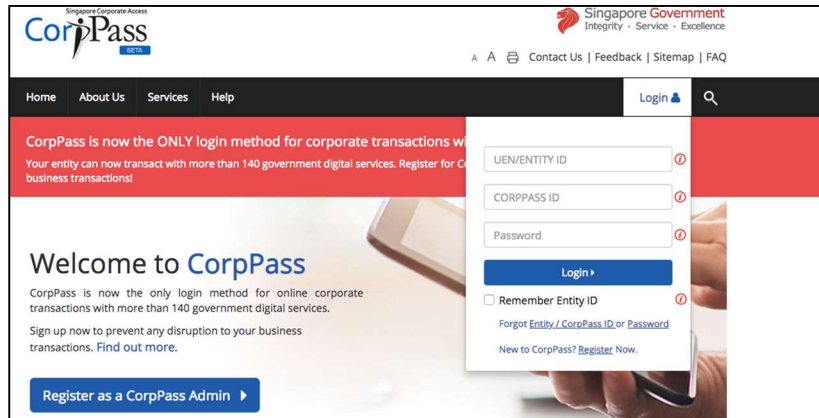 Singapore Corporate Access
CorpPass
BETA
Singapore Government
Integrity · Service · Excellence
A A Contact Us | Feedback | Sitemap | FAQ
Home About Us Services Help Login
CorpPass is now the ONLY login method for corporate transactions
Your entity can now transact with more than 140 government digital services. Register for
business transactions!
UEN/ENTITY ID
CORPPASS ID
Password
Login
Remember Entity ID
Forgot Entity / CorpPass ID or Password
New to CorpPass? Register Now.
Welcome to CorpPass
CorpPass is now the only login method for online corporate
transactions with more than 140 government digital services.
Sign up now to prevent any disruption to your business
transactions. Find out more.
Register as a CorpPass Admin